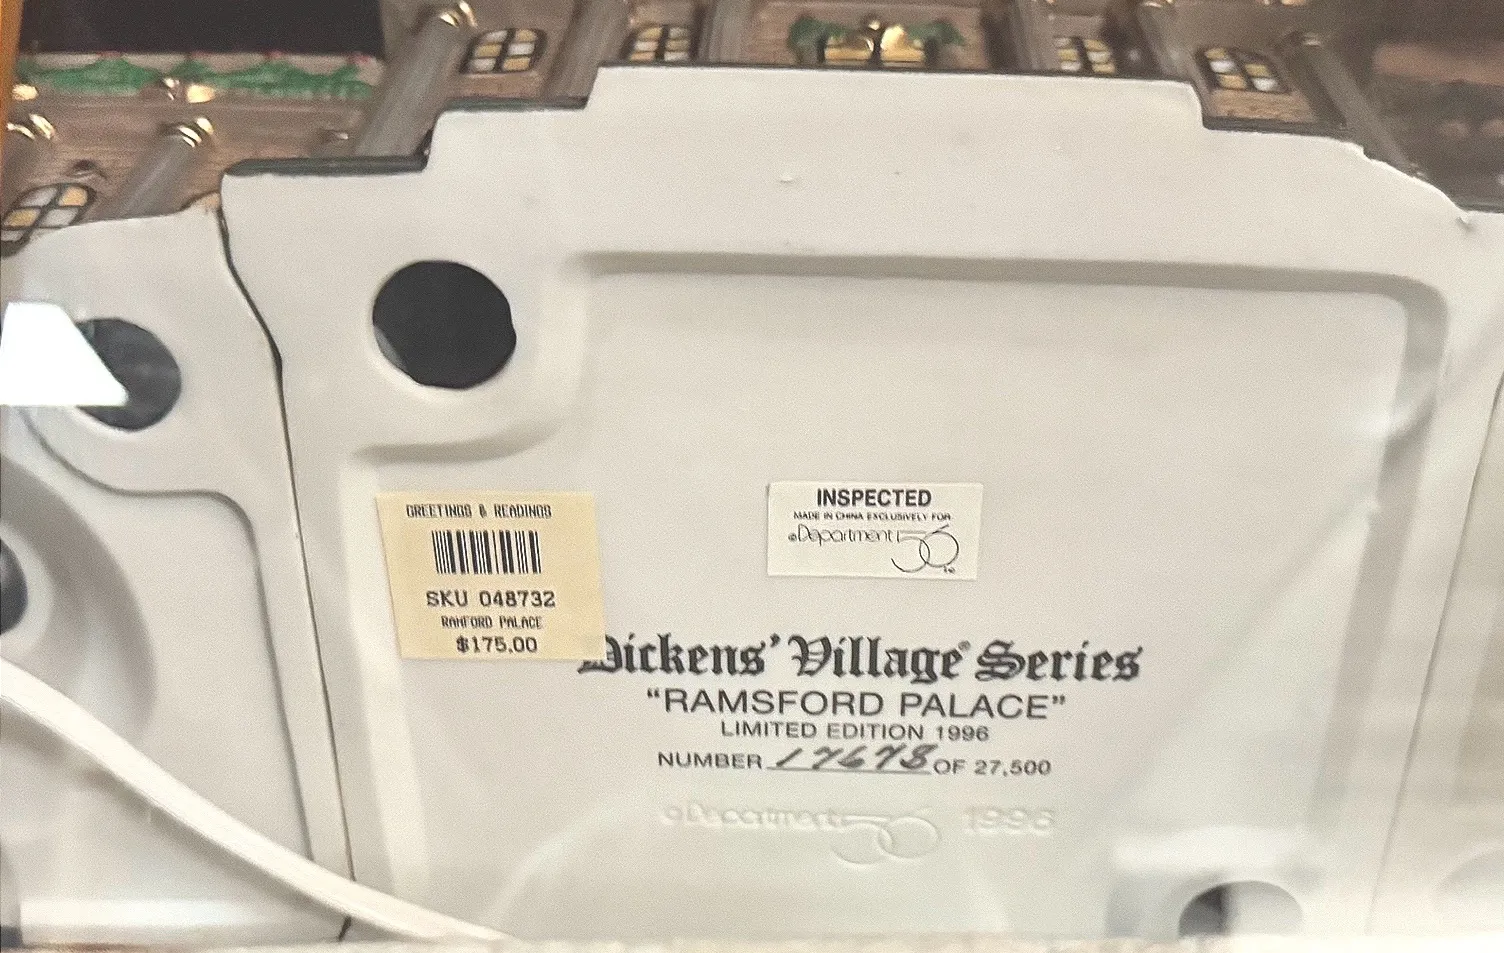 GREETINGS & READINGS
SKU 048732
RAMFORD PALACE
$175.00
INSPECTED
MADE IN CHINA EXCLUSIVELY FOR
©Department 56
Dickens' Village® Series
“RAMSFORD PALACE”
LIMITED EDITION 1996
NUMBER 17678 OF 27,500
©Department 56 1996